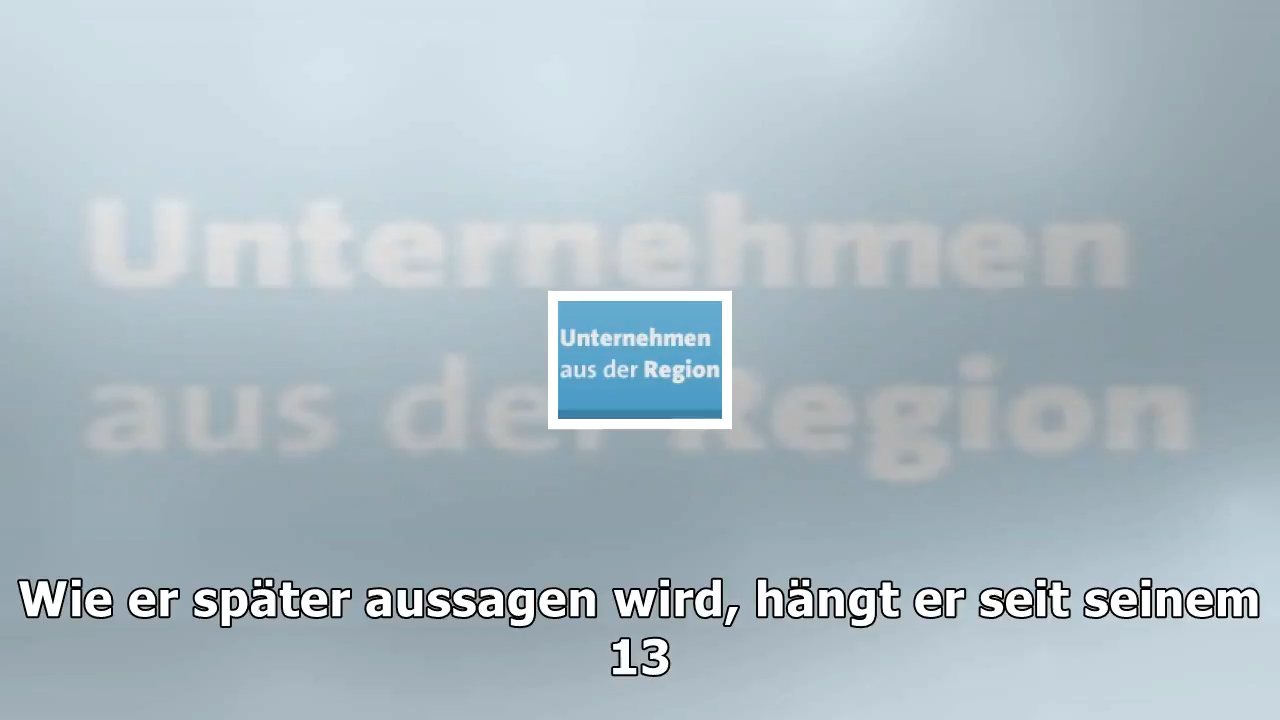 Unternehmen
aus der Region
Unternehmen
aus der Region
Wie er später aussagen wird, hängt er seit seinem
13